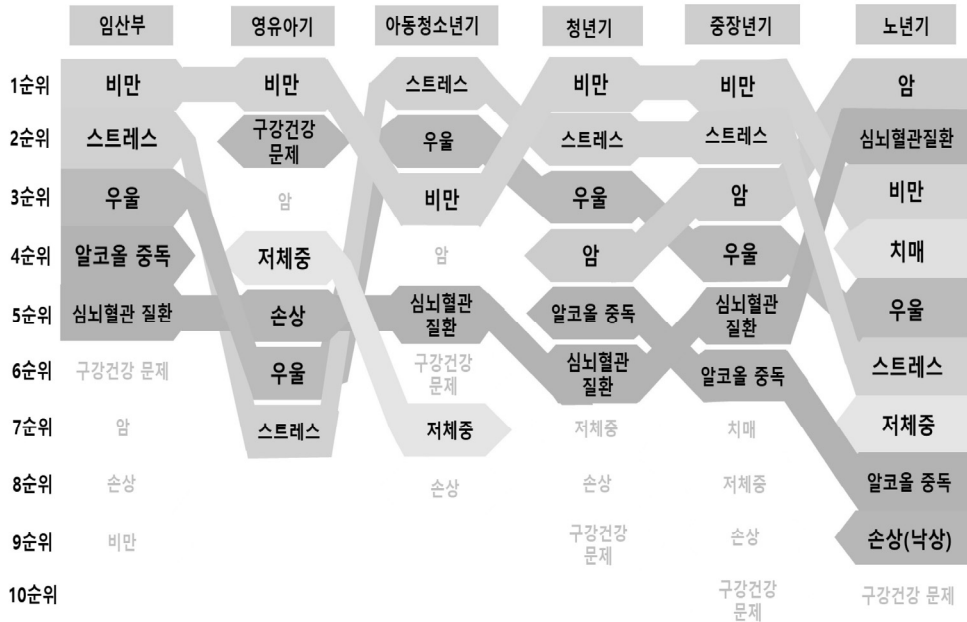 임산부 영유아기 아동청소년기 청년기 중장년기 노년기
1순위 비만 비만 스트레스 비만 비만 암
2순위 스트레스 구강건강 문제 우울 스트레스 스트레스 심뇌혈관질환
3순위 우울 암 비만 우울 암 비만
4순위 알코올 중독 저체중 암 암 우울 치매
5순위 심뇌혈관 질환 손상 심뇌혈관 질환 알코올 중독 심뇌혈관 질환 우울
6순위 구강건강 문제 우울 구강건강 문제 심뇌혈관 질환 알코올 중독 스트레스
7순위 암 스트레스 저체중 저체중 치매 저체중
8순위 손상 손상 손상 저체중 알코올 중독
9순위 비만 구강건강 문제 손상 손상(낙상)
10순위 구강건강 문제 구강건강 문제